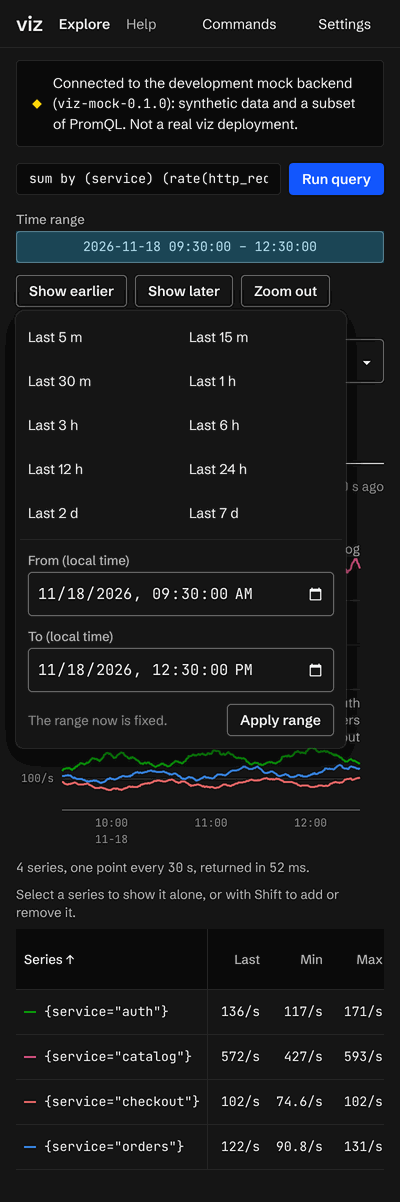 viz Explore Help Commands Settings
Connected to the development mock backend
(viz-mock-0.1.0): synthetic data and a subset
of PromQL. Not a real viz deployment.
sum by (service) (rate(http_rec
Run query
Time range
2026-11-18 09:30:00 – 12:30:00
Show earlier Show later Zoom out
Last 5 m Last 15 m
Last 30 m Last 1 h
Last 3 h Last 6 h
Last 12 h Last 24 h
Last 2 d Last 7 d
s ago
From (local time)
og
11/18/2026, 09:30:00 AM
To (local time)
11/18/2026, 12:30:00 PM
The range now is fixed. Apply range
uth
ers
out
100/s
10:00 11:00 12:00
11-18
4 series, one point every 30 s, returned in 52 ms.
Select a series to show it alone, or with Shift to add or
remove it.
Series ↑ Last Min Max
{service="auth"} 136/s 117/s 171/s
{service="catalog"} 572/s 427/s 593/s
{service="checkout"} 102/s 74.6/s 102/s
{service="orders"} 122/s 90.8/s 131/s